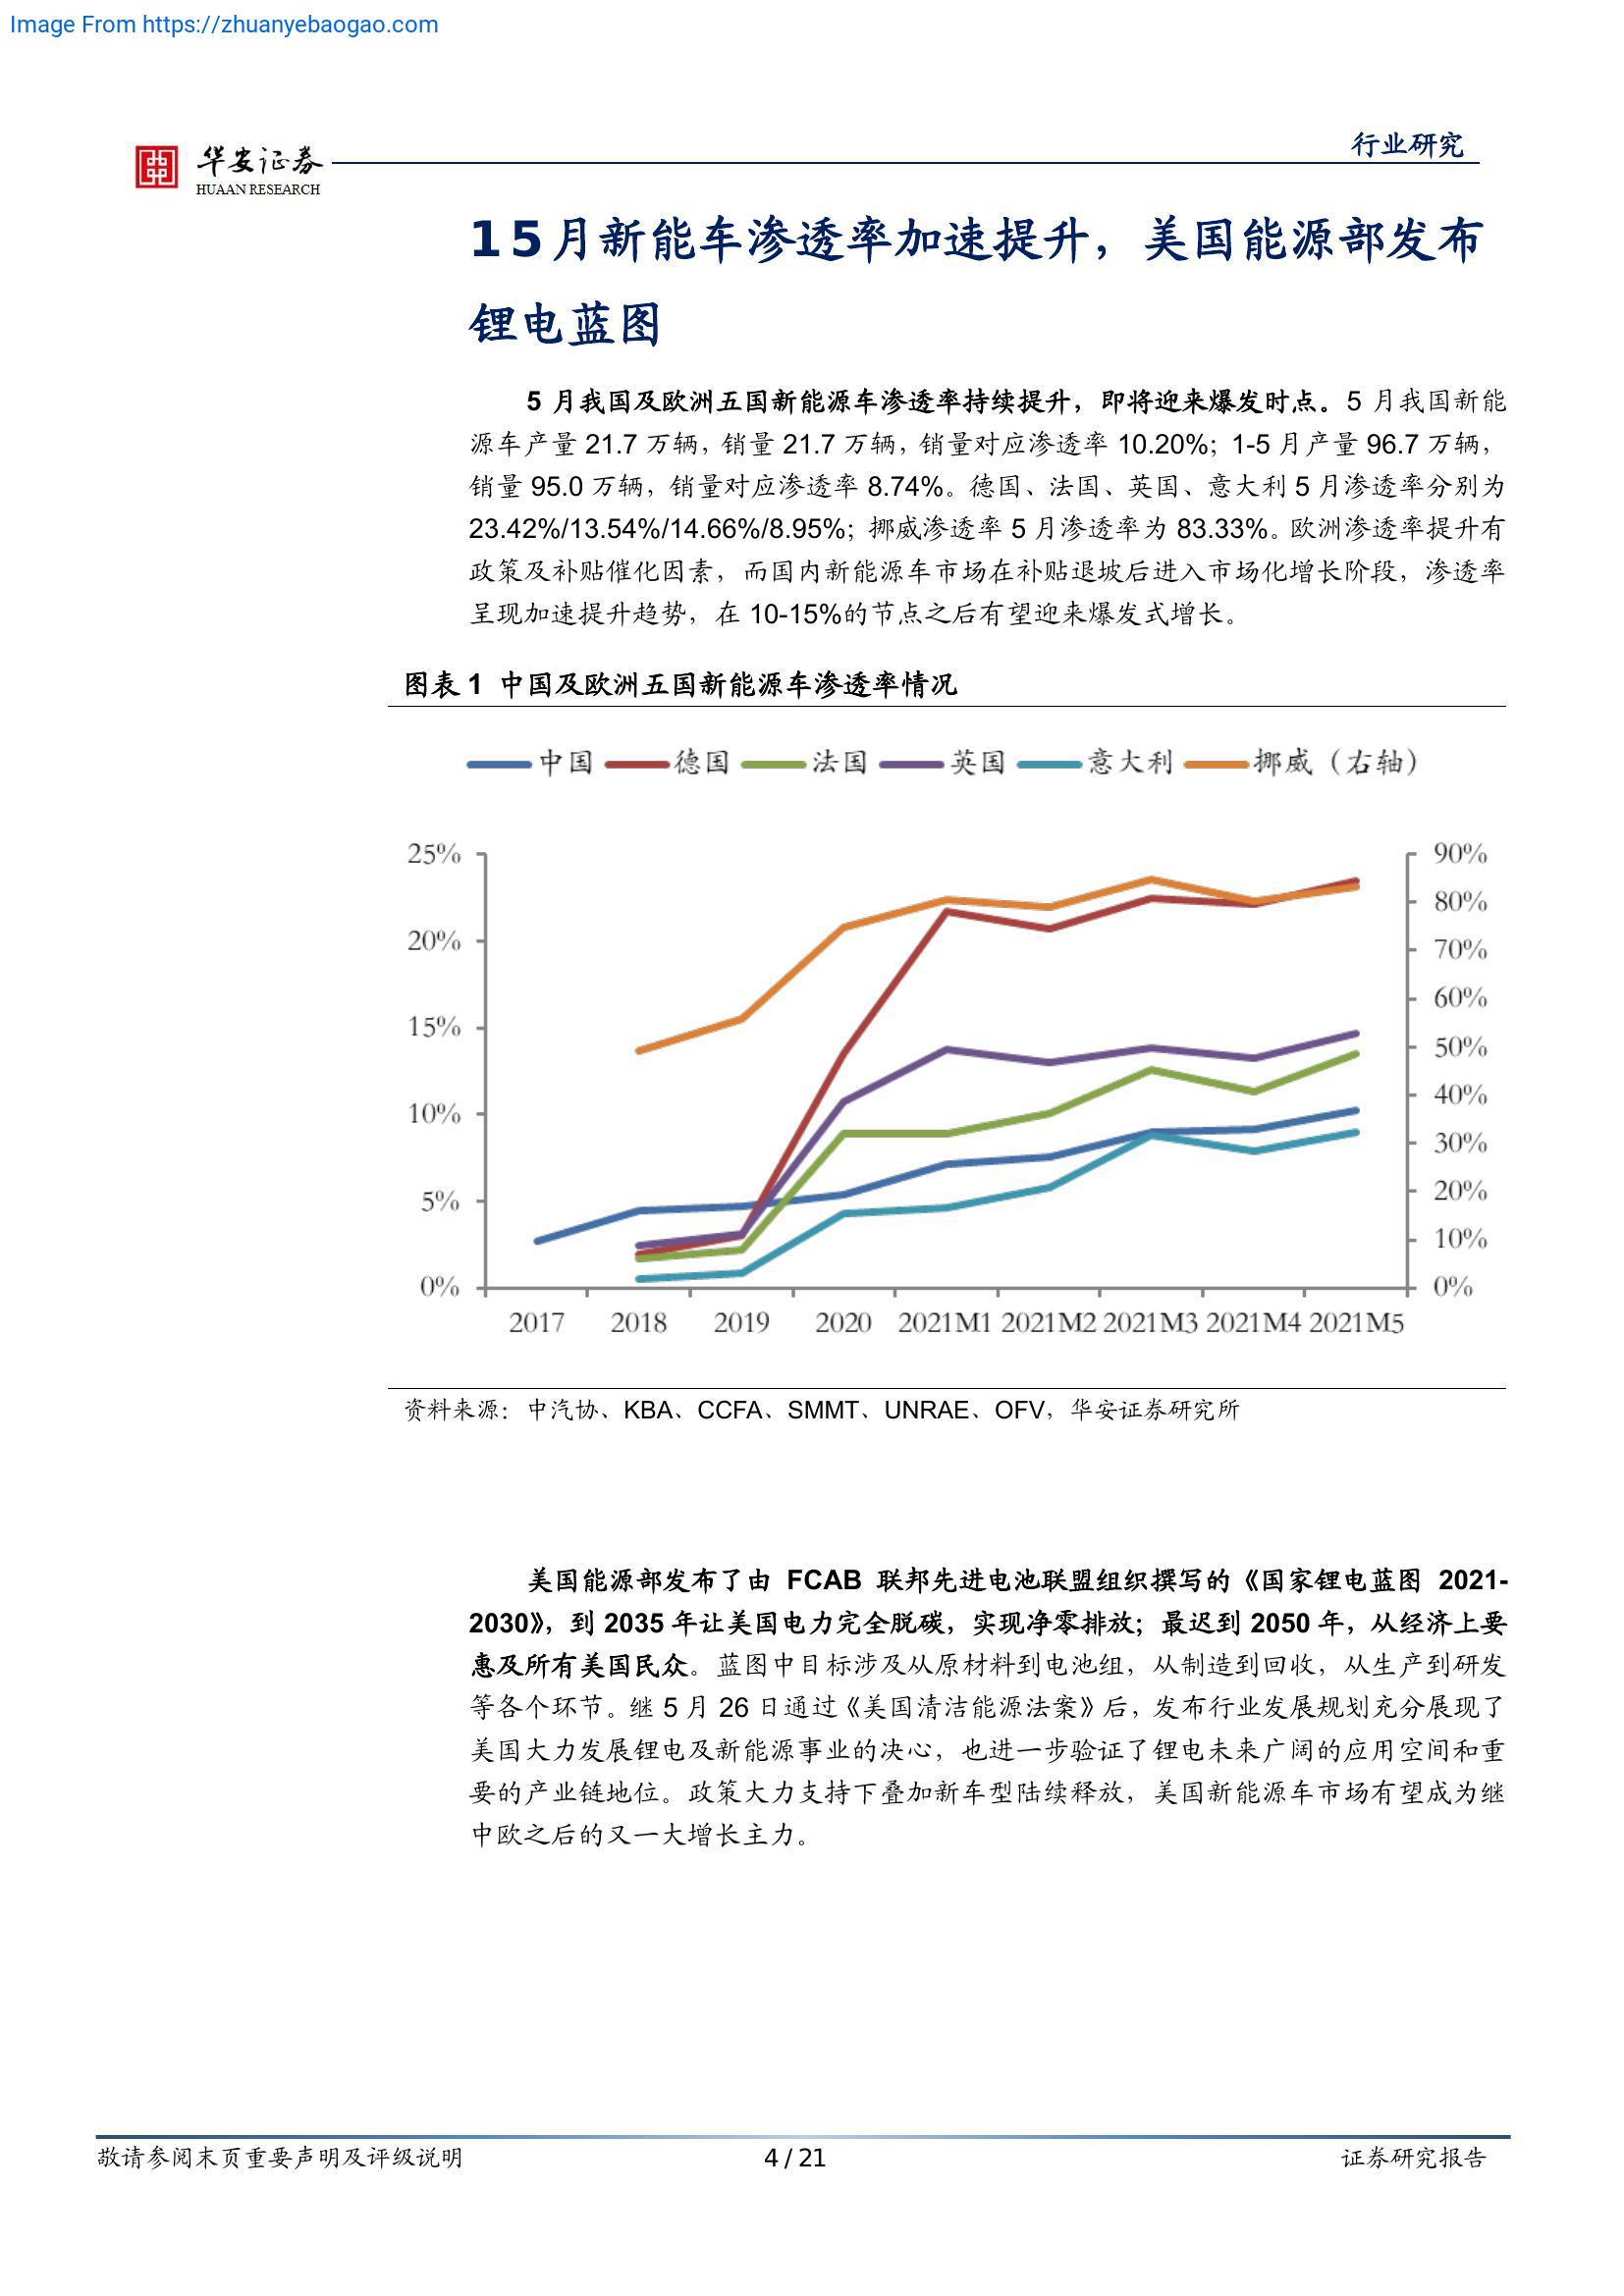 Image From https://zhuanyebaogao.com
华安证券
HUAAN RESEARCH
行业研究
1 5 月新能车渗透率加速提升，美国能源部发布
锂电蓝图
5 月我国及欧洲五国新能源车渗透率持续提升，即将迎来爆发时点。5 月我国新能
源车产量 21.7 万辆，销量 21.7 万辆，销量对应渗透率 10.20%；1-5 月产量 96.7 万辆，
销量 95.0 万辆，销量对应渗透率 8.74%。德国、法国、英国、意大利 5 月渗透率分别为
23.42%/13.54%/14.66%/8.95%；挪威渗透率 5 月渗透率为 83.33%。欧洲渗透率提升有
政策及补贴催化因素，而国内新能源车市场在补贴退坡后进入市场化增长阶段，渗透率
呈现加速提升趋势，在 10-15%的节点之后有望迎来爆发式增长。
图表 1 中国及欧洲五国新能源车渗透率情况
中国 德国 法国 英国 意大利 挪威（右轴）
25% 90%
80%
20% 70%
60%
15% 50%
10% 40%
30%
5% 20%
10%
0% 0%
2017 2018 2019 2020 2021M1 2021M2 2021M3 2021M4 2021M5
资料来源：中汽协、KBA、CCFA、SMMT、UNRAE、OFV，华安证券研究所
美国能源部发布了由 FCAB 联邦先进电池联盟组织撰写的《国家锂电蓝图 2021-
2030》，到 2035 年让美国电力完全脱碳，实现净零排放；最迟到 2050 年，从经济上要
惠及所有美国民众。蓝图中目标涉及从原材料到电池组，从制造到回收，从生产到研发
等各个环节。继 5 月 26 日通过《美国清洁能源法案》后，发布行业发展规划充分展现了
美国大力发展锂电及新能源事业的决心，也进一步验证了锂电未来广阔的应用空间和重
要的产业链地位。政策大力支持下叠加新车型陆续释放，美国新能源车市场有望成为继
中欧之后的又一大增长主力。
敬请参阅末页重要声明及评级说明 4 / 21 证券研究报告